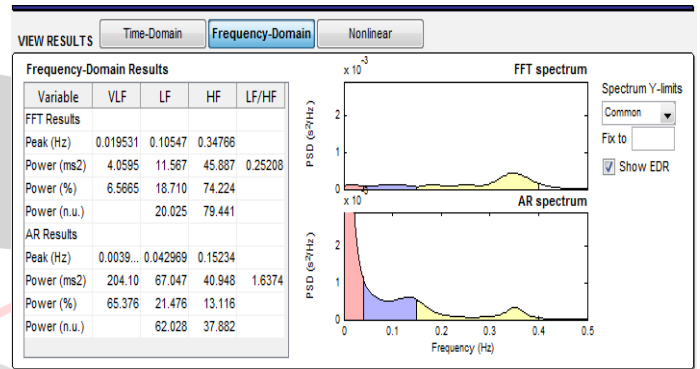 VIEW RESULTS Time-Domain Frequency-Domain Nonlinear
Frequency-Domain Results
Variable VLF LF HF LF/HF
FFT Results
Peak (Hz) 0.019531 0.10547 0.34766
Power (ms2) 4.0595 11.567 45.887 0.25208
Power (%) 6.5665 18.710 74.224
Power (n.u.) 20.025 79.441
AR Results
Peak (Hz) 0.0039... 0.042969 0.15234
Power (ms2) 204.10 67.047 40.948 1.6374
Power (%) 65.376 21.476 13.116
Power (n.u.) 62.028 37.882
x 10-3 FFT spectrum
PSD (s²/Hz)
2
1
0
x 10 AR spectrum
PSD (s²/Hz)
2
1
0
0 0.1 0.2 0.3 0.4 0.5
Frequency (Hz)
Spectrum Y-limits
Common
Fix to
Show EDR